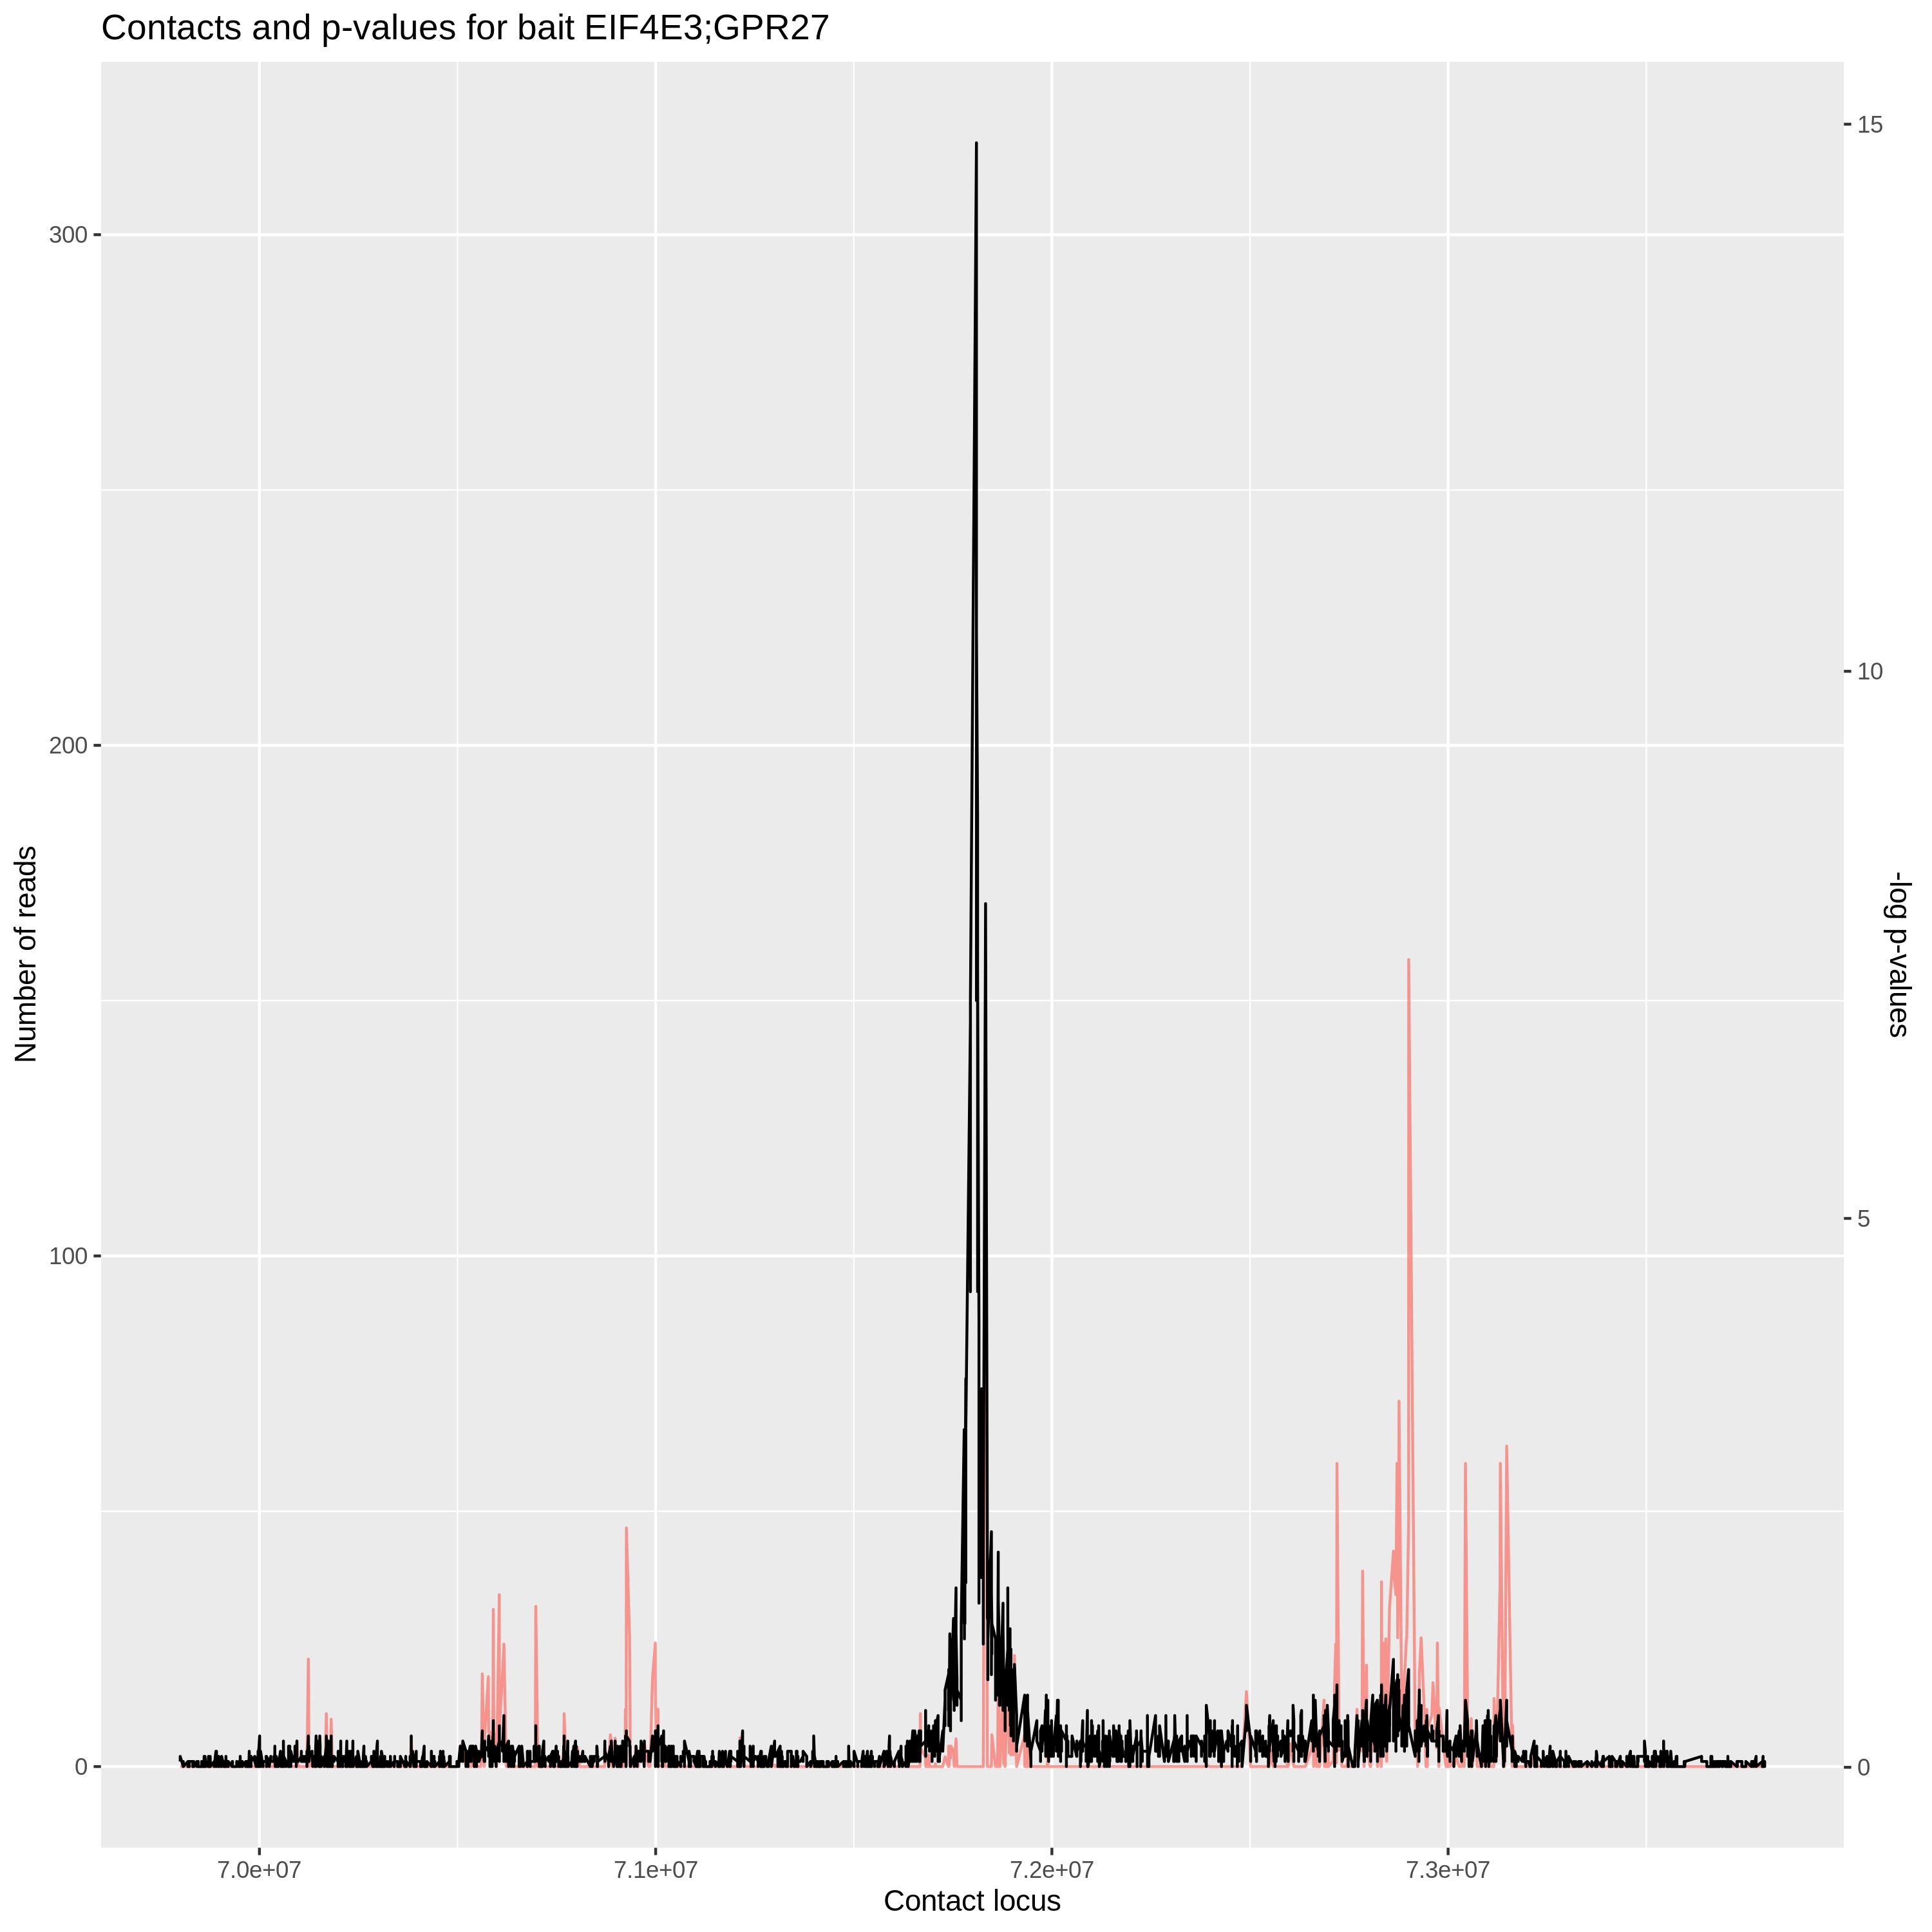 Contacts and p-values for bait EIF4E3;GPR27
Number of reads
300
200
100
0
15
10
5
0
-log p-values
7.0e+07 7.1e+07 7.2e+07 7.3e+07
Contact locus